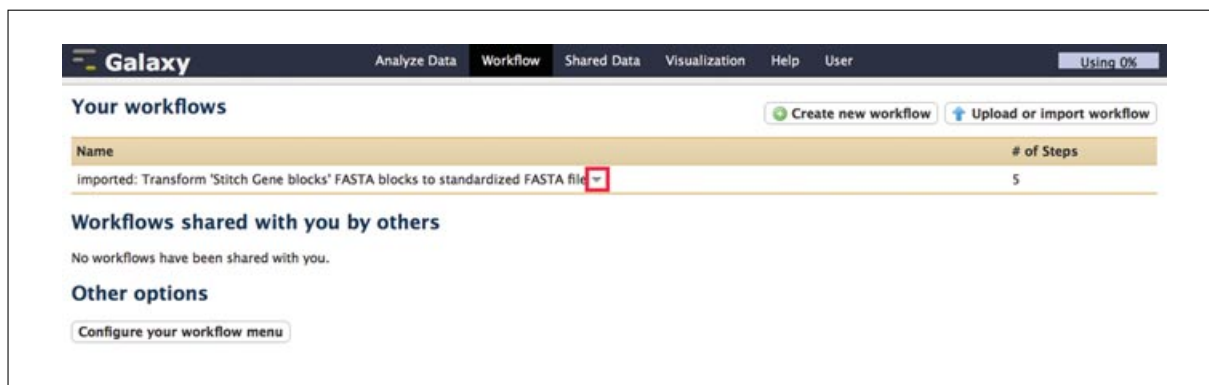 Galaxy Analyze Data Workflow Shared Data Visualization Help User Using 0%
Your workflows Create new workflow Upload or import workflow
Name # of Steps
imported: Transform 'Stitch Gene blocks' FASTA blocks to standardized FASTA file 5
Workflows shared with you by others
No workflows have been shared with you.
Other options
Configure your workflow menu